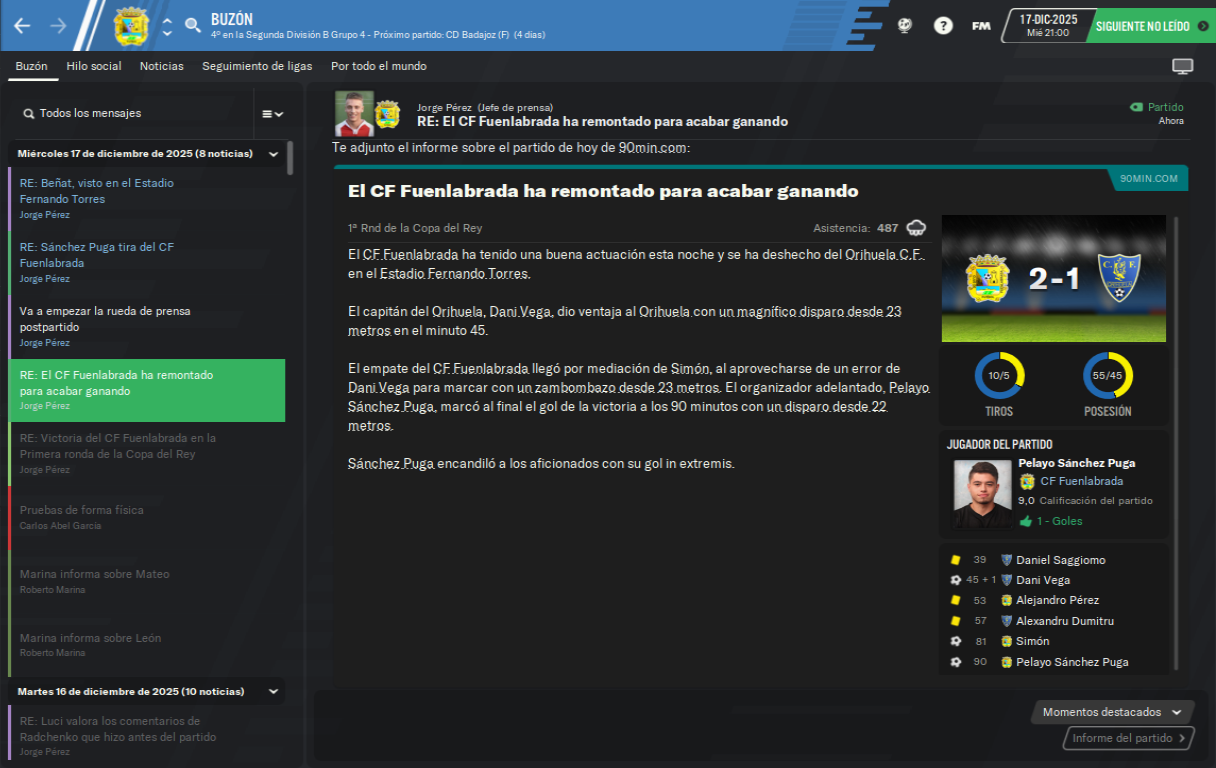 BUZÓN
4º en la Segunda División B Grupo 4 - Próximo partido: CD Badajoz (F) (4 días)
?
FM
17-DIC-2025
Mié 21:00
SIGUIENTE NO LEÍDO
Buzón
Hilo social
Noticias
Seguimiento de ligas
Por todo el mundo
Todos los mensajes
Miércoles 17 de diciembre de 2025 (8 noticias)
RE: Beñat, visto en el Estadio
Fernando Torres
Jorge Pérez
RE: Sánchez Puga tira del CF
Fuenlabrada
Jorge Pérez
Va a empezar la rueda de prensa
postpartido
Jorge Pérez
RE: El CF Fuenlabrada ha remontado
para acabar ganando
Jorge Pérez
RE: Victoria del CF Fuenlabrada en la
Primera ronda de la Copa del Rey
Jorge Pérez
Pruebas de forma física
Carlos Abel García
Marina informa sobre Mateo
Roberto Marina
Marina informa sobre León
Roberto Marina
Martes 16 de diciembre de 2025 (10 noticias)
RE: Luci valora los comentarios de
Radchenko que hizo antes del partido
Jorge Pérez
Jorge Pérez (Jefe de prensa)
RE: El CF Fuenlabrada ha remontado para acabar ganando
Partido
Ahora
Te adjunto el informe sobre el partido de hoy de 90min.com:
90MIN.COM
El CF Fuenlabrada ha remontado para acabar ganando
1ª Rnd de la Copa del Rey
Asistencia: 487
El CF Fuenlabrada ha tenido una buena actuación esta noche y se ha deshecho del Orihuela C.F.
en el Estadio Fernando Torres.
El capitán del Orihuela, Dani Vega, dio ventaja al Orihuela con un magnífico disparo desde 23
metros en el minuto 45.
El empate del CF Fuenlabrada llegó por mediación de Simón, al aprovecharse de un error de
Dani Vega para marcar con un zambombazo desde 23 metros. El organizador adelantado, Pelayo
Sánchez Puga, marcó al final el gol de la victoria a los 90 minutos con un disparo desde 22
metros.
Sánchez Puga encandiló a los aficionados con su gol in extremis.
2-1
10/5
TIROS
55/45
POSESIÓN
JUGADOR DEL PARTIDO
Pelayo Sánchez Puga
CF Fuenlabrada
9,0 Calificación del partido
1 - Goles
39 Daniel Saggiomo
45 + 1 Dani Vega
53 Alejandro Pérez
57 Alexandru Dumitru
81 Simón
90 Pelayo Sánchez Puga
Momentos destacados
Informe del partido